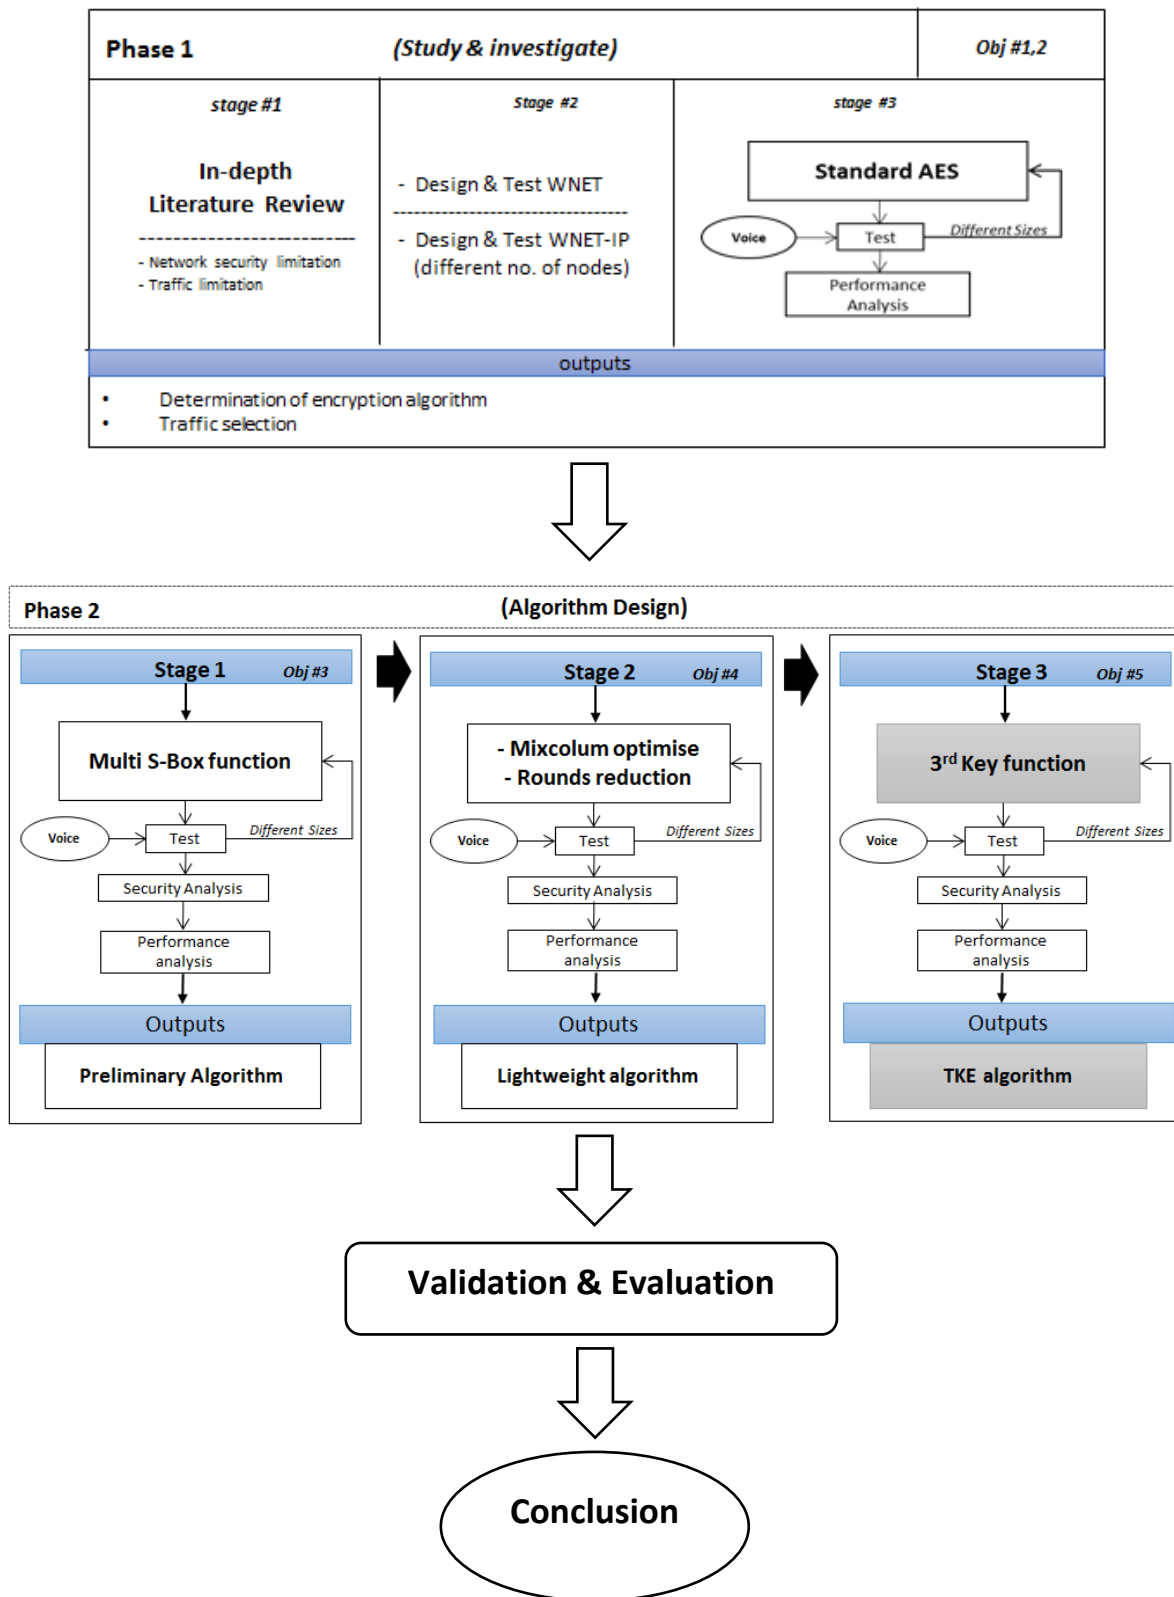 Phase 1 (Study & investigate) Obj #1,2
stage #1
In-depth
Literature Review
---------------------------
- Network security limitation
- Traffic limitation
Stage #2
- Design & Test WNET
-----------------------------------
- Design & Test WNET-IP
(different no. of nodes)
stage #3
Standard AES
Voice
Test
Different Sizes
Performance
Analysis
outputs
• Determination of encryption algorithm
• Traffic selection
Phase 2 (Algorithm Design)
Stage 1 Obj #3
Multi S-Box function
Voice
Test
Different Sizes
Security Analysis
Performance
analysis
Outputs
Preliminary Algorithm
Stage 2 Obj #4
- Mixcolum optimise
- Rounds reduction
Voice
Test
Different Sizes
Security Analysis
Performance
analysis
Outputs
Lightweight algorithm
Stage 3 Obj #5
3rd Key function
Voice
Test
Different Sizes
Security Analysis
Performance
analysis
Outputs
TKE algorithm
Validation & Evaluation
Conclusion